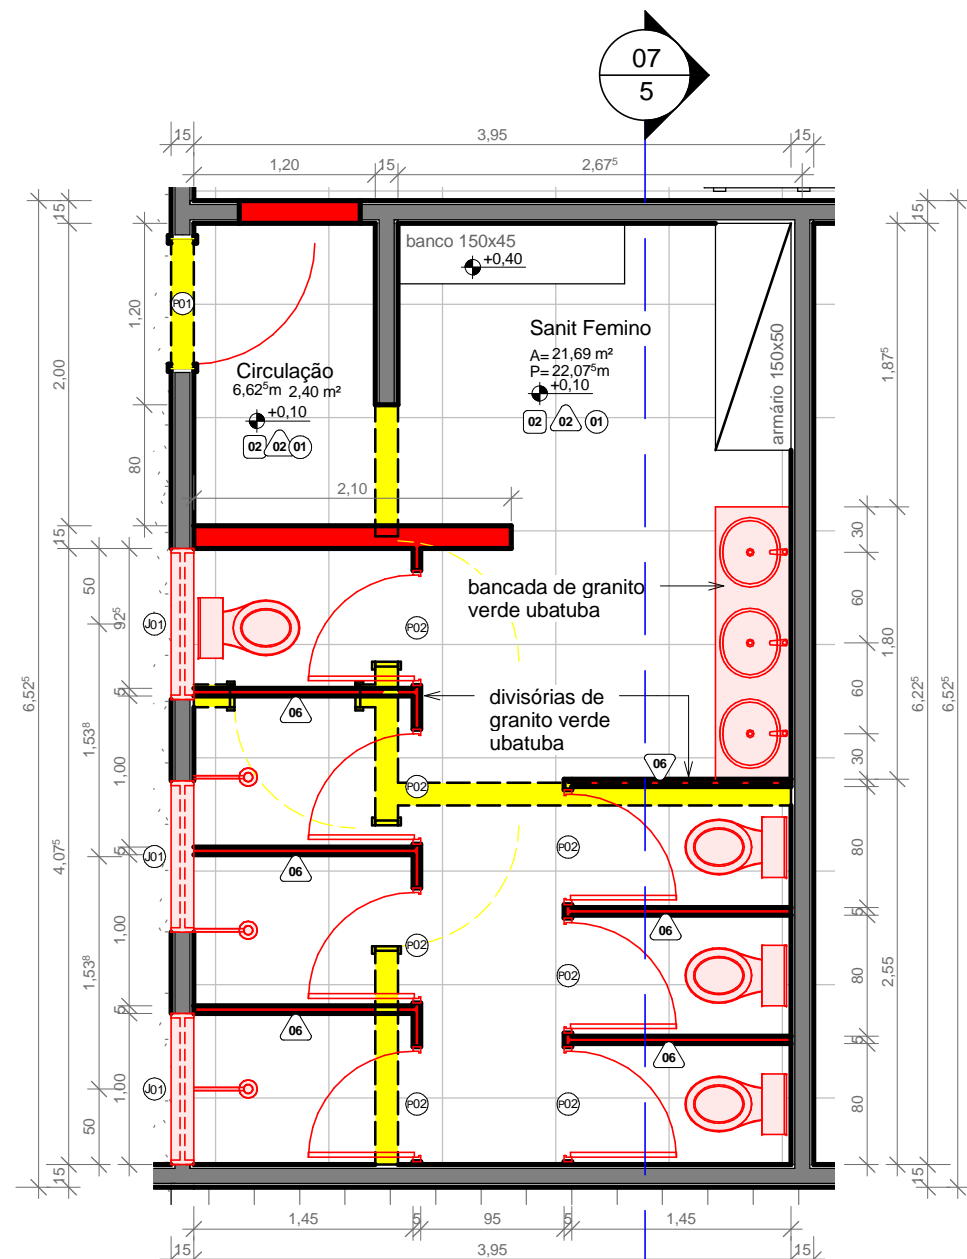 07
5
15
3,95
15
1,20
15
2,67⁵
6,52⁵
15
2,00
15
4,07⁵
15
1,20
80
50
92⁵
5
1,53⁸
1,00
5
1,53⁸
1,00
5
1,00
50
banco 150x45
+0,40
P01
Sanit Femino
A= 21,69 m²
P= 22,07⁵m
+0,10
02
02
01
Circulação
6,62⁵m 2,40 m²
+0,10
02
02
01
armário 150x50
2,10
bancada de granito
verde ubatuba
J01
P02
divisórias de
granito verde
ubatuba
06
06
P02
J01
06
P02
P02
06
P02
06
06
J01
P02
P02
15
1,87⁵
30
60
1,80
60
30
80
5
80
2,55
5
80
6,22⁵
15
6,52⁵
15
1,45
5
95
5
1,45
15
3,95
15